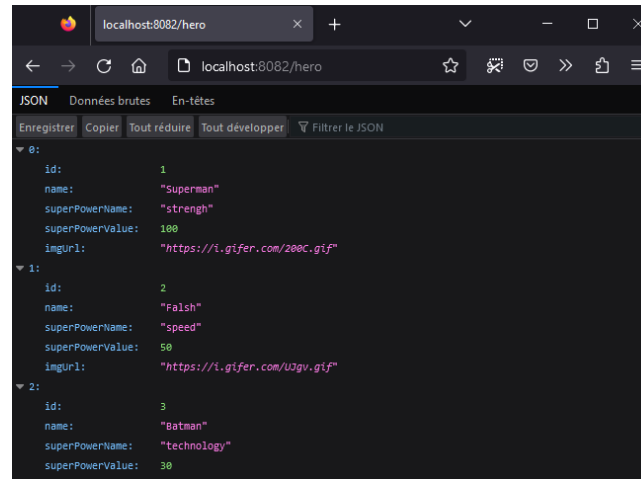 localhost:8082/hero
localhost:8082/hero
JSON Données brutes En-têtes
Enregistrer Copier Tout réduire Tout développer Filtrer le JSON
0:
id: 1
name: "Superman"
superPowerName: "strengh"
superPowerValue: 100
imgUrl: "https://i.gifer.com/200C.gif"
1:
id: 2
name: "Falsh"
superPowerName: "speed"
superPowerValue: 50
imgUrl: "https://i.gifer.com/UJgv.gif"
2:
id: 3
name: "Batman"
superPowerName: "technology"
superPowerValue: 30